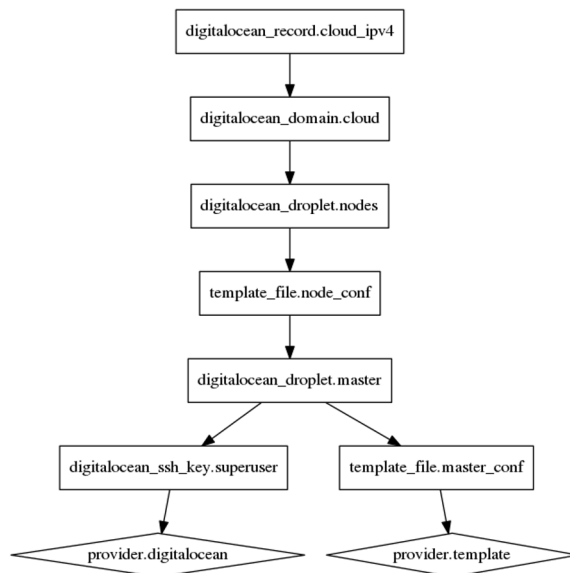 digitalocean_record.cloud_ipv4
digitalocean_domain.cloud
digitalocean_droplet.nodes
template_file.node_conf
digitalocean_droplet.master
digitalocean_ssh_key.superuser
template_file.master_conf
provider.digitalocean
provider.template